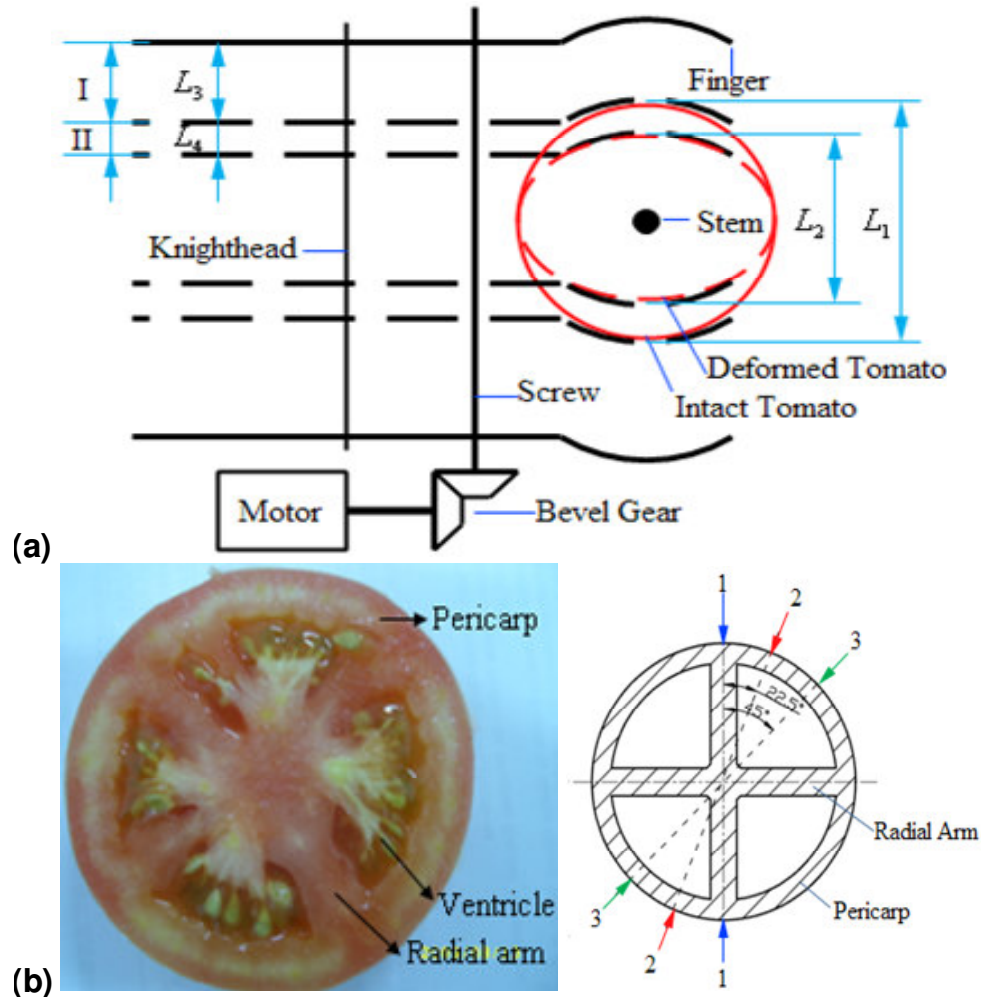 I
L3
Finger
II
L4
Knighthead
Stem
L2
L1
Deformed Tomato
Screw
Intact Tomato
Motor
Bevel Gear
(a)
Pericarp
1
2
3
22.5°
45°
Radial Arm
Ventricle
3
Pericarp
Radial arm
2
1
(b)